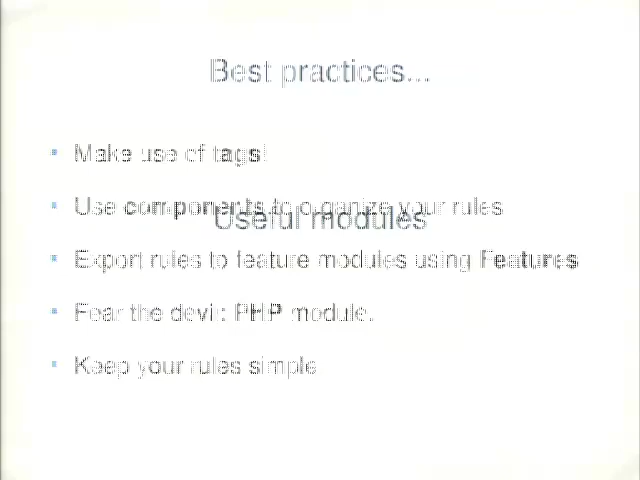 Best practices...
Make use of tags!
Use components to organize your rules
Useful modules
Export rules to feature modules using Features
Fear the devil: PHP module.
Keep your rules simple